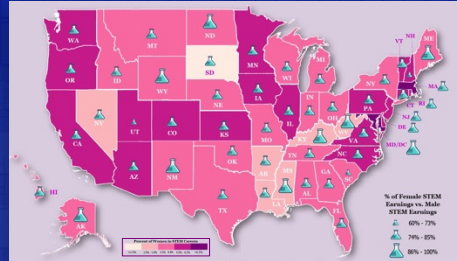 WA
OR
CA
ID
NV
UT
AZ
MT
WY
CO
NM
ND
SD
NE
KS
OK
TX
MN
IA
MO
AR
LA
WI
IL
MI
IN
OH
KY
TN
MS
AL
GA
FL
SC
NC
VA
WV
PA
NY
VT
NH
ME
MA
RI
CT
NJ
DE
MD/DC
HI
AK
% of Female STEM
Earnings vs. Male
STEM Earnings
60% - 73%
74% - 85%
86% - 100%
Percent of Women in STEM Careers